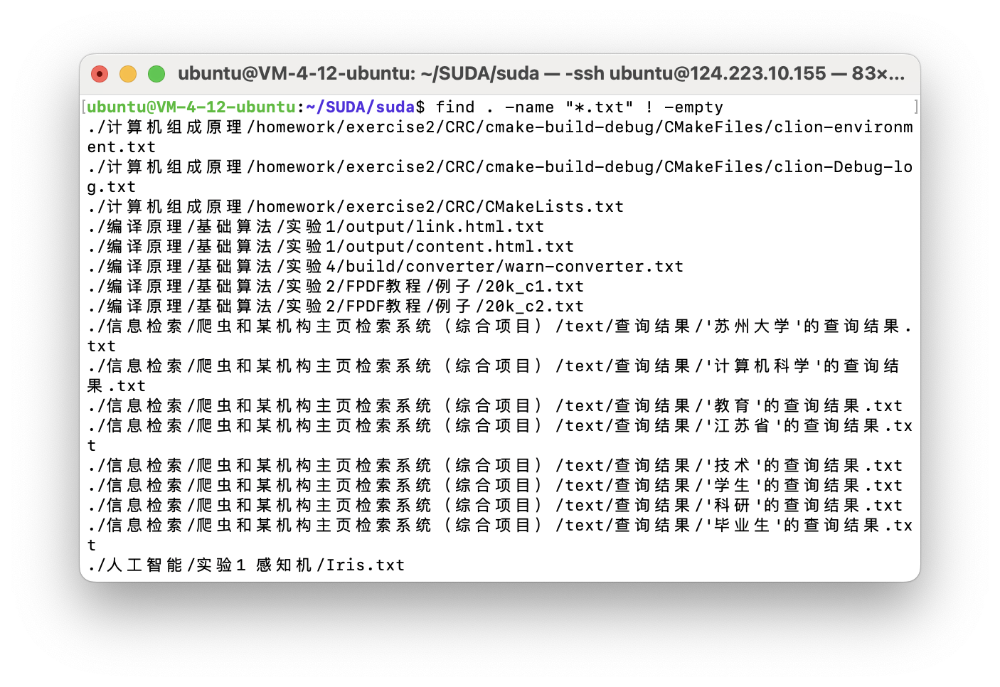 ubuntu@VM-4-12-ubuntu: ~/SUDA/suda — -ssh ubuntu@124.223.10.155 — 83×...
[ubuntu@VM-4-12-ubuntu:~/SUDA/suda$ find . -name "*.txt" ! -empty ]
./计算机组成原理/homework/exercise2/CRC/cmake-build-debug/CMakeFiles/clion-environm
ent.txt
./计算机组成原理/homework/exercise2/CRC/cmake-build-debug/CMakeFiles/clion-Debug-lo
g.txt
./计算机组成原理/homework/exercise2/CRC/CMakeLists.txt
./编译原理/基础算法/实验1/output/link.html.txt
./编译原理/基础算法/实验1/output/content.html.txt
./编译原理/基础算法/实验4/build/converter/warn-converter.txt
./编译原理/基础算法/实验2/FPDF教程/例子/20k_c1.txt
./编译原理/基础算法/实验2/FPDF教程/例子/20k_c2.txt
./信息检索/爬虫和某机构主页检索系统（综合项目）/text/查询结果/'苏州大学'的查询结果.
txt
./信息检索/爬虫和某机构主页检索系统（综合项目）/text/查询结果/'计算机科学'的查询结
果.txt
./信息检索/爬虫和某机构主页检索系统（综合项目）/text/查询结果/'教育'的查询结果.txt
./信息检索/爬虫和某机构主页检索系统（综合项目）/text/查询结果/'江苏省'的查询结果.tx
t
./信息检索/爬虫和某机构主页检索系统（综合项目）/text/查询结果/'技术'的查询结果.txt
./信息检索/爬虫和某机构主页检索系统（综合项目）/text/查询结果/'学生'的查询结果.txt
./信息检索/爬虫和某机构主页检索系统（综合项目）/text/查询结果/'科研'的查询结果.txt
./信息检索/爬虫和某机构主页检索系统（综合项目）/text/查询结果/'毕业生'的查询结果.tx
t
./人工智能/实验1 感知机/Iris.txt